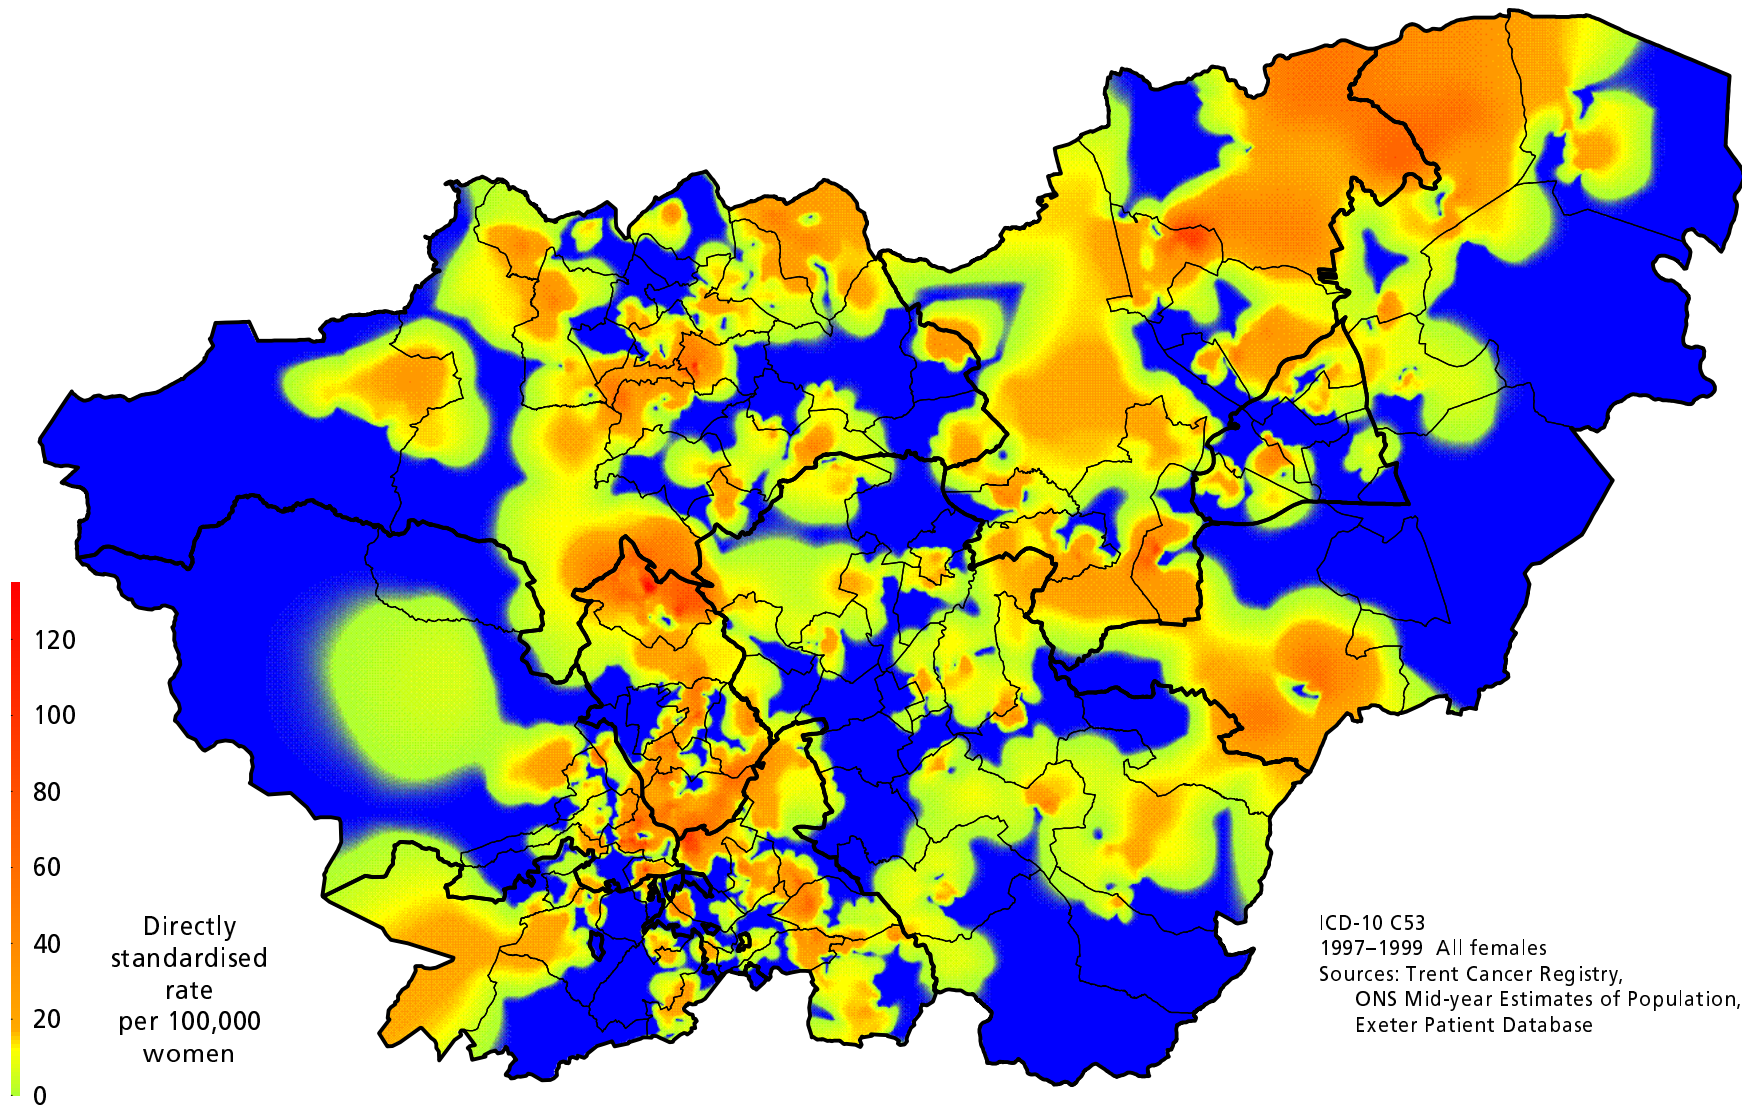 120
100
80
60
40
20
0
Directly
standardised
rate
per 100,000
women
ICD-10 C53
1997–1999  All females
Sources: Trent Cancer Registry,
ONS Mid-year Estimates of Population,
Exeter Patient Database